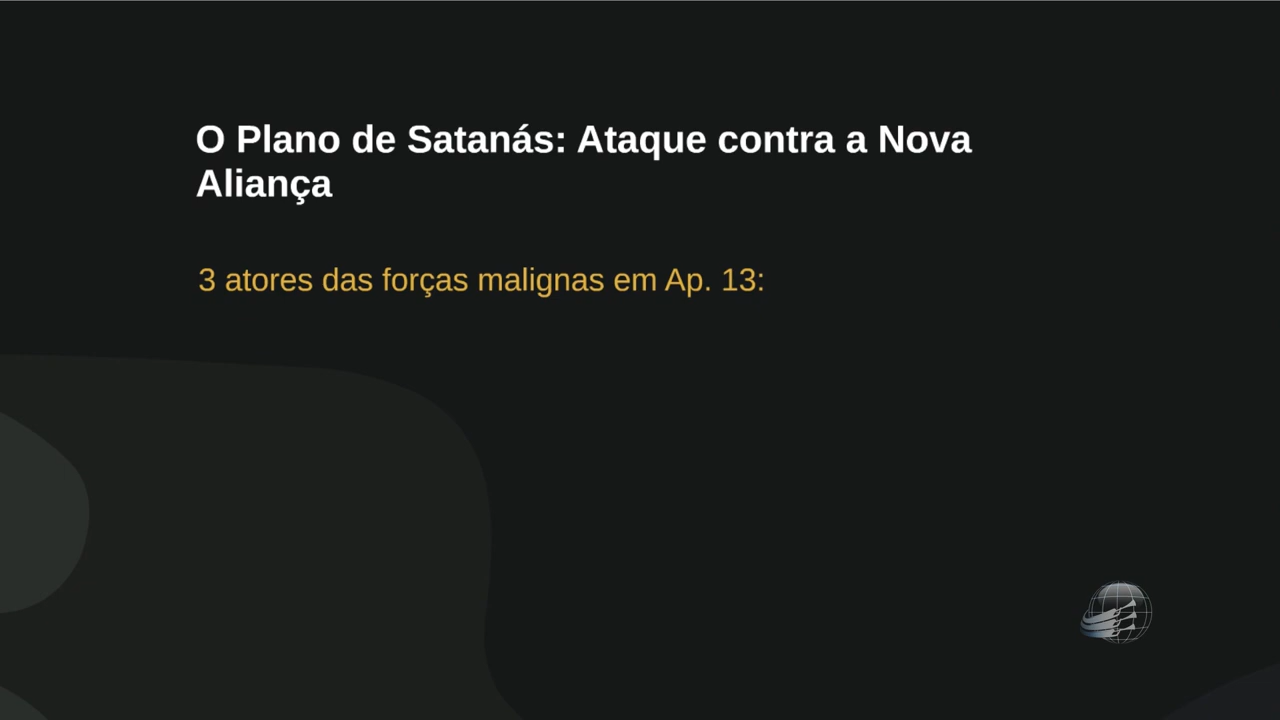 O Plano de Satanás: Ataque contra a Nova
Aliança
3 atores das forças malignas em Ap. 13: